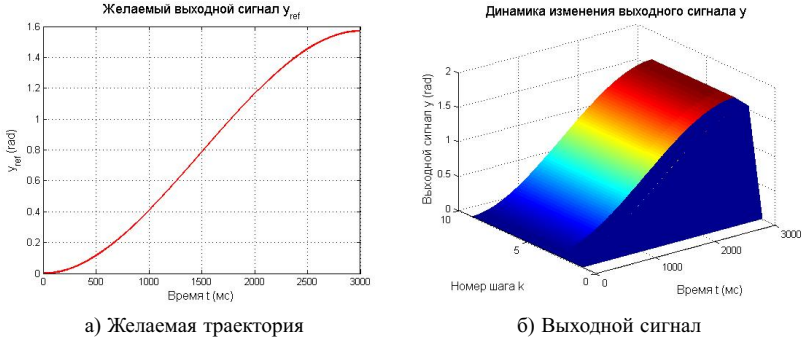 Желаемый выходной сигнал y_ref
1.6
1.4
1.2
1
0.8
0.6
0.4
0.2
0
y_ref (rad)
0 500 1000 1500 2000 2500 3000
Время t (мс)
а) Желаемая траектория
Динамика изменения выходного сигнала y
2
1.5
1
0.5
0
Выходной сигнал y (rad)
10
5
0
Номер шага k
0
1000
2000
3000
Время t (мс)
б) Выходной сигнал